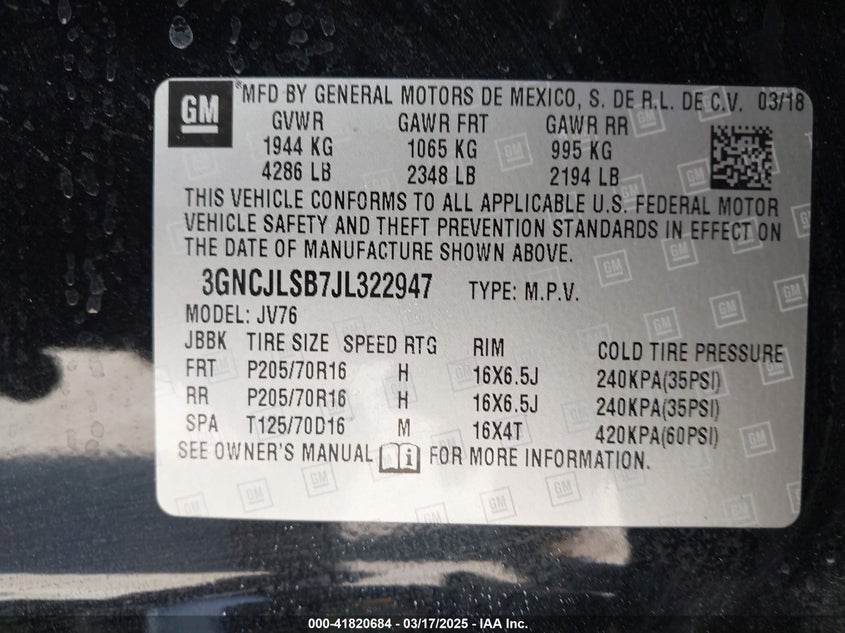 GM
*MFD BY GENERAL MOTORS DE MEXICO, S. DE R.L. DE C.V. 03/18
GVWR GAWR FRT GAWR RR
1944 KG 1065 KG 995 KG
4286 LB 2348 LB 2194 LB
THIS VEHICLE CONFORMS TO ALL APPLICABLE U.S. FEDERAL MOTOR
VEHICLE SAFETY AND THEFT PREVENTION STANDARDS IN EFFECT ON
THE DATE OF MANUFACTURE SHOWN ABOVE.
3GNCJLSB7JL322947 TYPE: M.P.V.
MODEL: JV76
JBBK TIRE SIZE SPEED RTG RIM COLD TIRE PRESSURE
FRT P205/70R16 H 16X6.5J 240KPA(35PSI)
RR P205/70R16 H 16X6.5J 240KPA(35PSI)
SPA T125/70D16 M 16X4T 420KPA(60PSI)
SEE OWNER'S MANUAL FOR MORE INFORMATION.
000-41820684 - 03/17/2025 - IAA Inc.